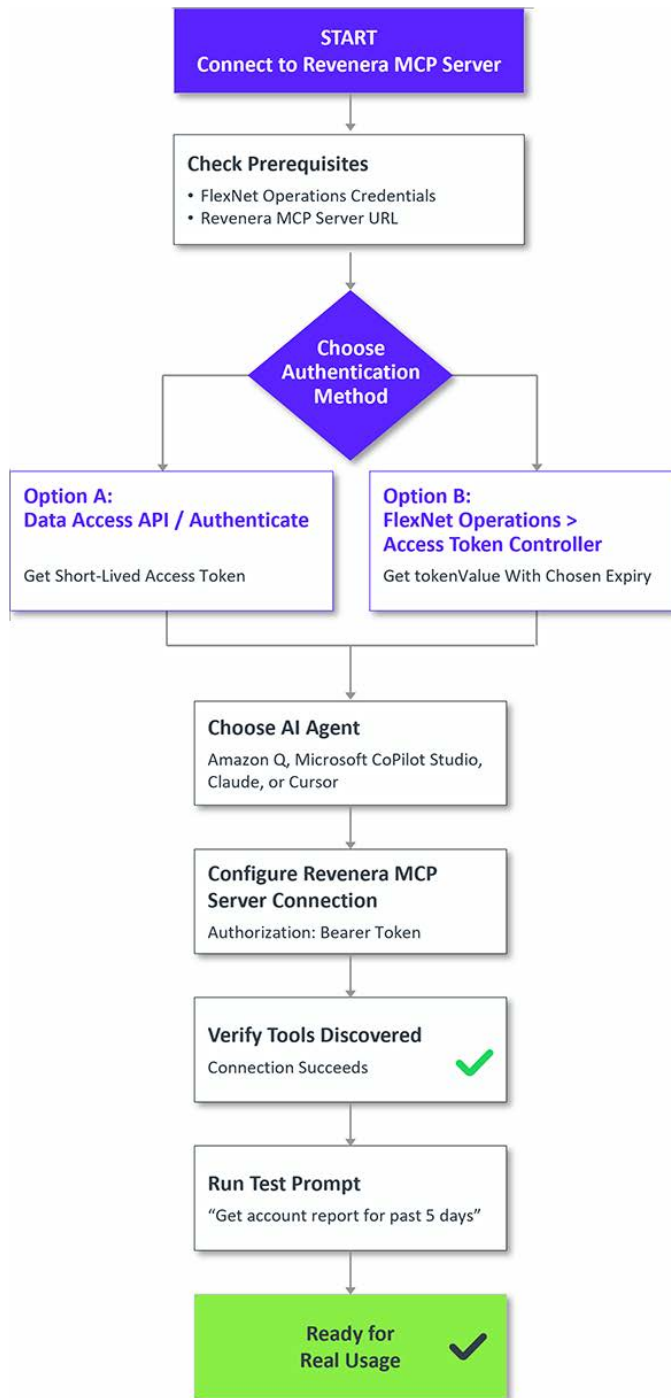 START
Connect to Revenera MCP Server
Check Prerequisites
• FlexNet Operations Credentials
• Revenera MCP Server URL
Choose
Authentication
Method
Option A:
Data Access API / Authenticate
Get Short-Lived Access Token
Option B:
FlexNet Operations >
Access Token Controller
Get tokenValue With Chosen Expiry
Choose AI Agent
Amazon Q, Microsoft CoPilot Studio,
Claude, or Cursor
Configure Revenera MCP
Server Connection
Authorization: Bearer Token
Verify Tools Discovered
Connection Succeeds
Run Test Prompt
“Get account report for past 5 days”
Ready for
Real Usage